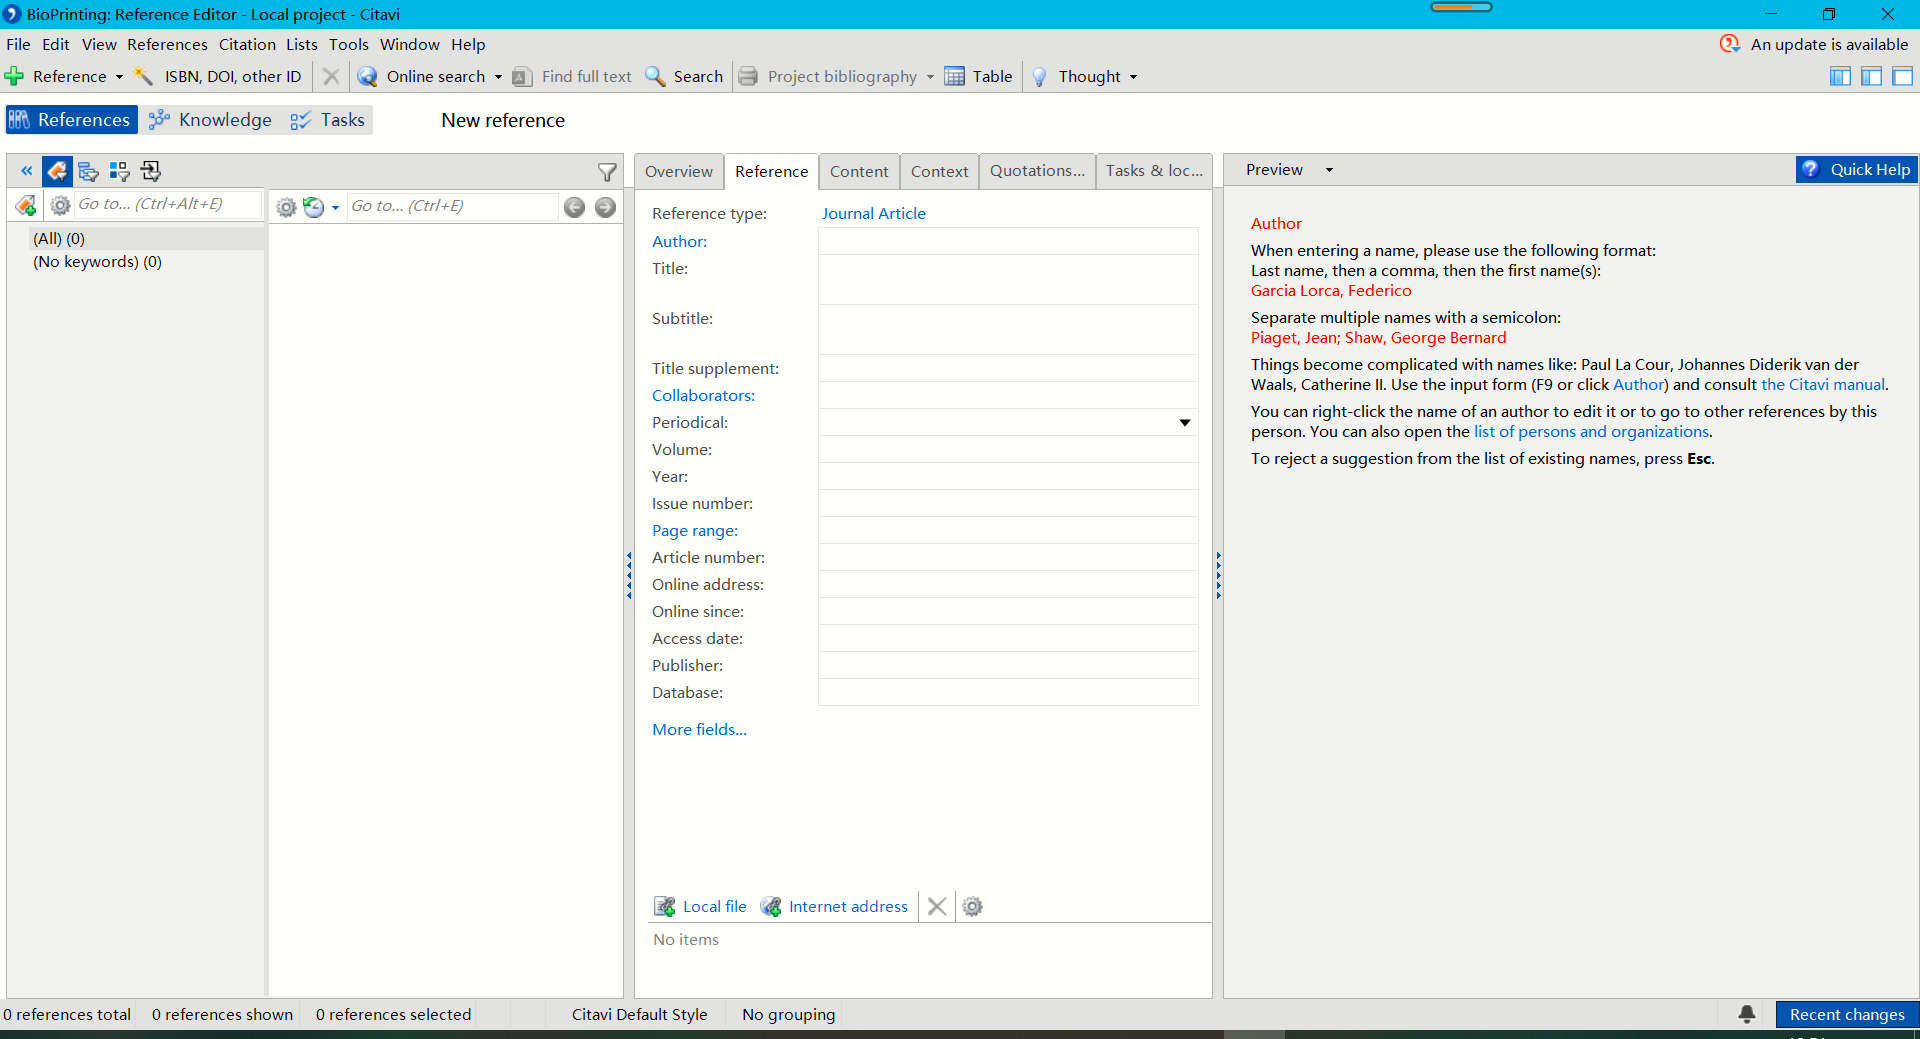 BioPrinting: Reference Editor - Local project - Citavi
File Edit View References Citation Lists Tools Window Help
An update is available
Reference ISBN, DOI, other ID Online search Find full text Search Project bibliography Table Thought
References Knowledge Tasks New reference
Go to... (Ctrl+Alt+E)
Go to... (Ctrl+E)
(All) (0)
(No keywords) (0)
Overview Reference Content Context Quotations... Tasks & loc...
Reference type: Journal Article
Author:
Title:
Subtitle:
Title supplement:
Collaborators:
Periodical:
Volume:
Year:
Issue number:
Page range:
Article number:
Online address:
Online since:
Access date:
Publisher:
Database:
More fields...
Local file Internet address
No items
Preview Quick Help
Author
When entering a name, please use the following format:
Last name, then a comma, then the first name(s):
Garcia Lorca, Federico
Separate multiple names with a semicolon:
Piaget, Jean; Shaw, George Bernard
Things become complicated with names like: Paul La Cour, Johannes Diderik van der
Waals, Catherine II. Use the input form (F9 or click Author) and consult the Citavi manual.
You can right-click the name of an author to edit it or to go to other references by this
person. You can also open the list of persons and organizations.
To reject a suggestion from the list of existing names, press Esc.
0 references total 0 references shown 0 references selected Citavi Default Style No grouping
Recent changes